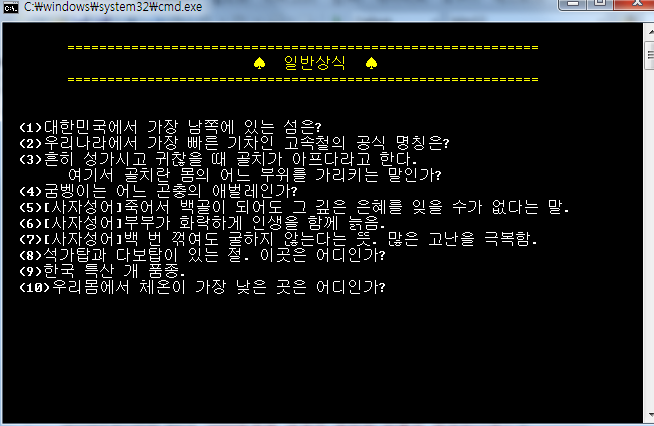 C:₩windows₩system32₩cmd.exe
♠ 일반상식 ♠
(1)대한민국에서 가장 남쪽에 있는 섬은?
(2)우리나라에서 가장 빠른 기차인 고속철의 공식 명칭은?
(3)흔히 성가시고 귀찮을 때 골치가 아프다라고 한다.
여기서 골치란 몸의 어느 부위를 가리키는 말인가?
(4)굼벵이는 어느 곤충의 애벌레인가?
(5)[사자성어]죽어서 백골이 되어도 그 깊은 은혜를 잊을 수가 없다는 말.
(6)[사자성어]부부가 화락하게 인생을 함께 늙음.
(7)[사자성어]백 번 꺾여도 굴하지 않는다는 뜻. 많은 고난을 극복함.
(8)석가탑과 다보탑이 있는 절. 이곳은 어디인가?
(9)한국 특산 개 품종.
(10)우리몸에서 체온이 가장 낮은 곳은 어디인가?